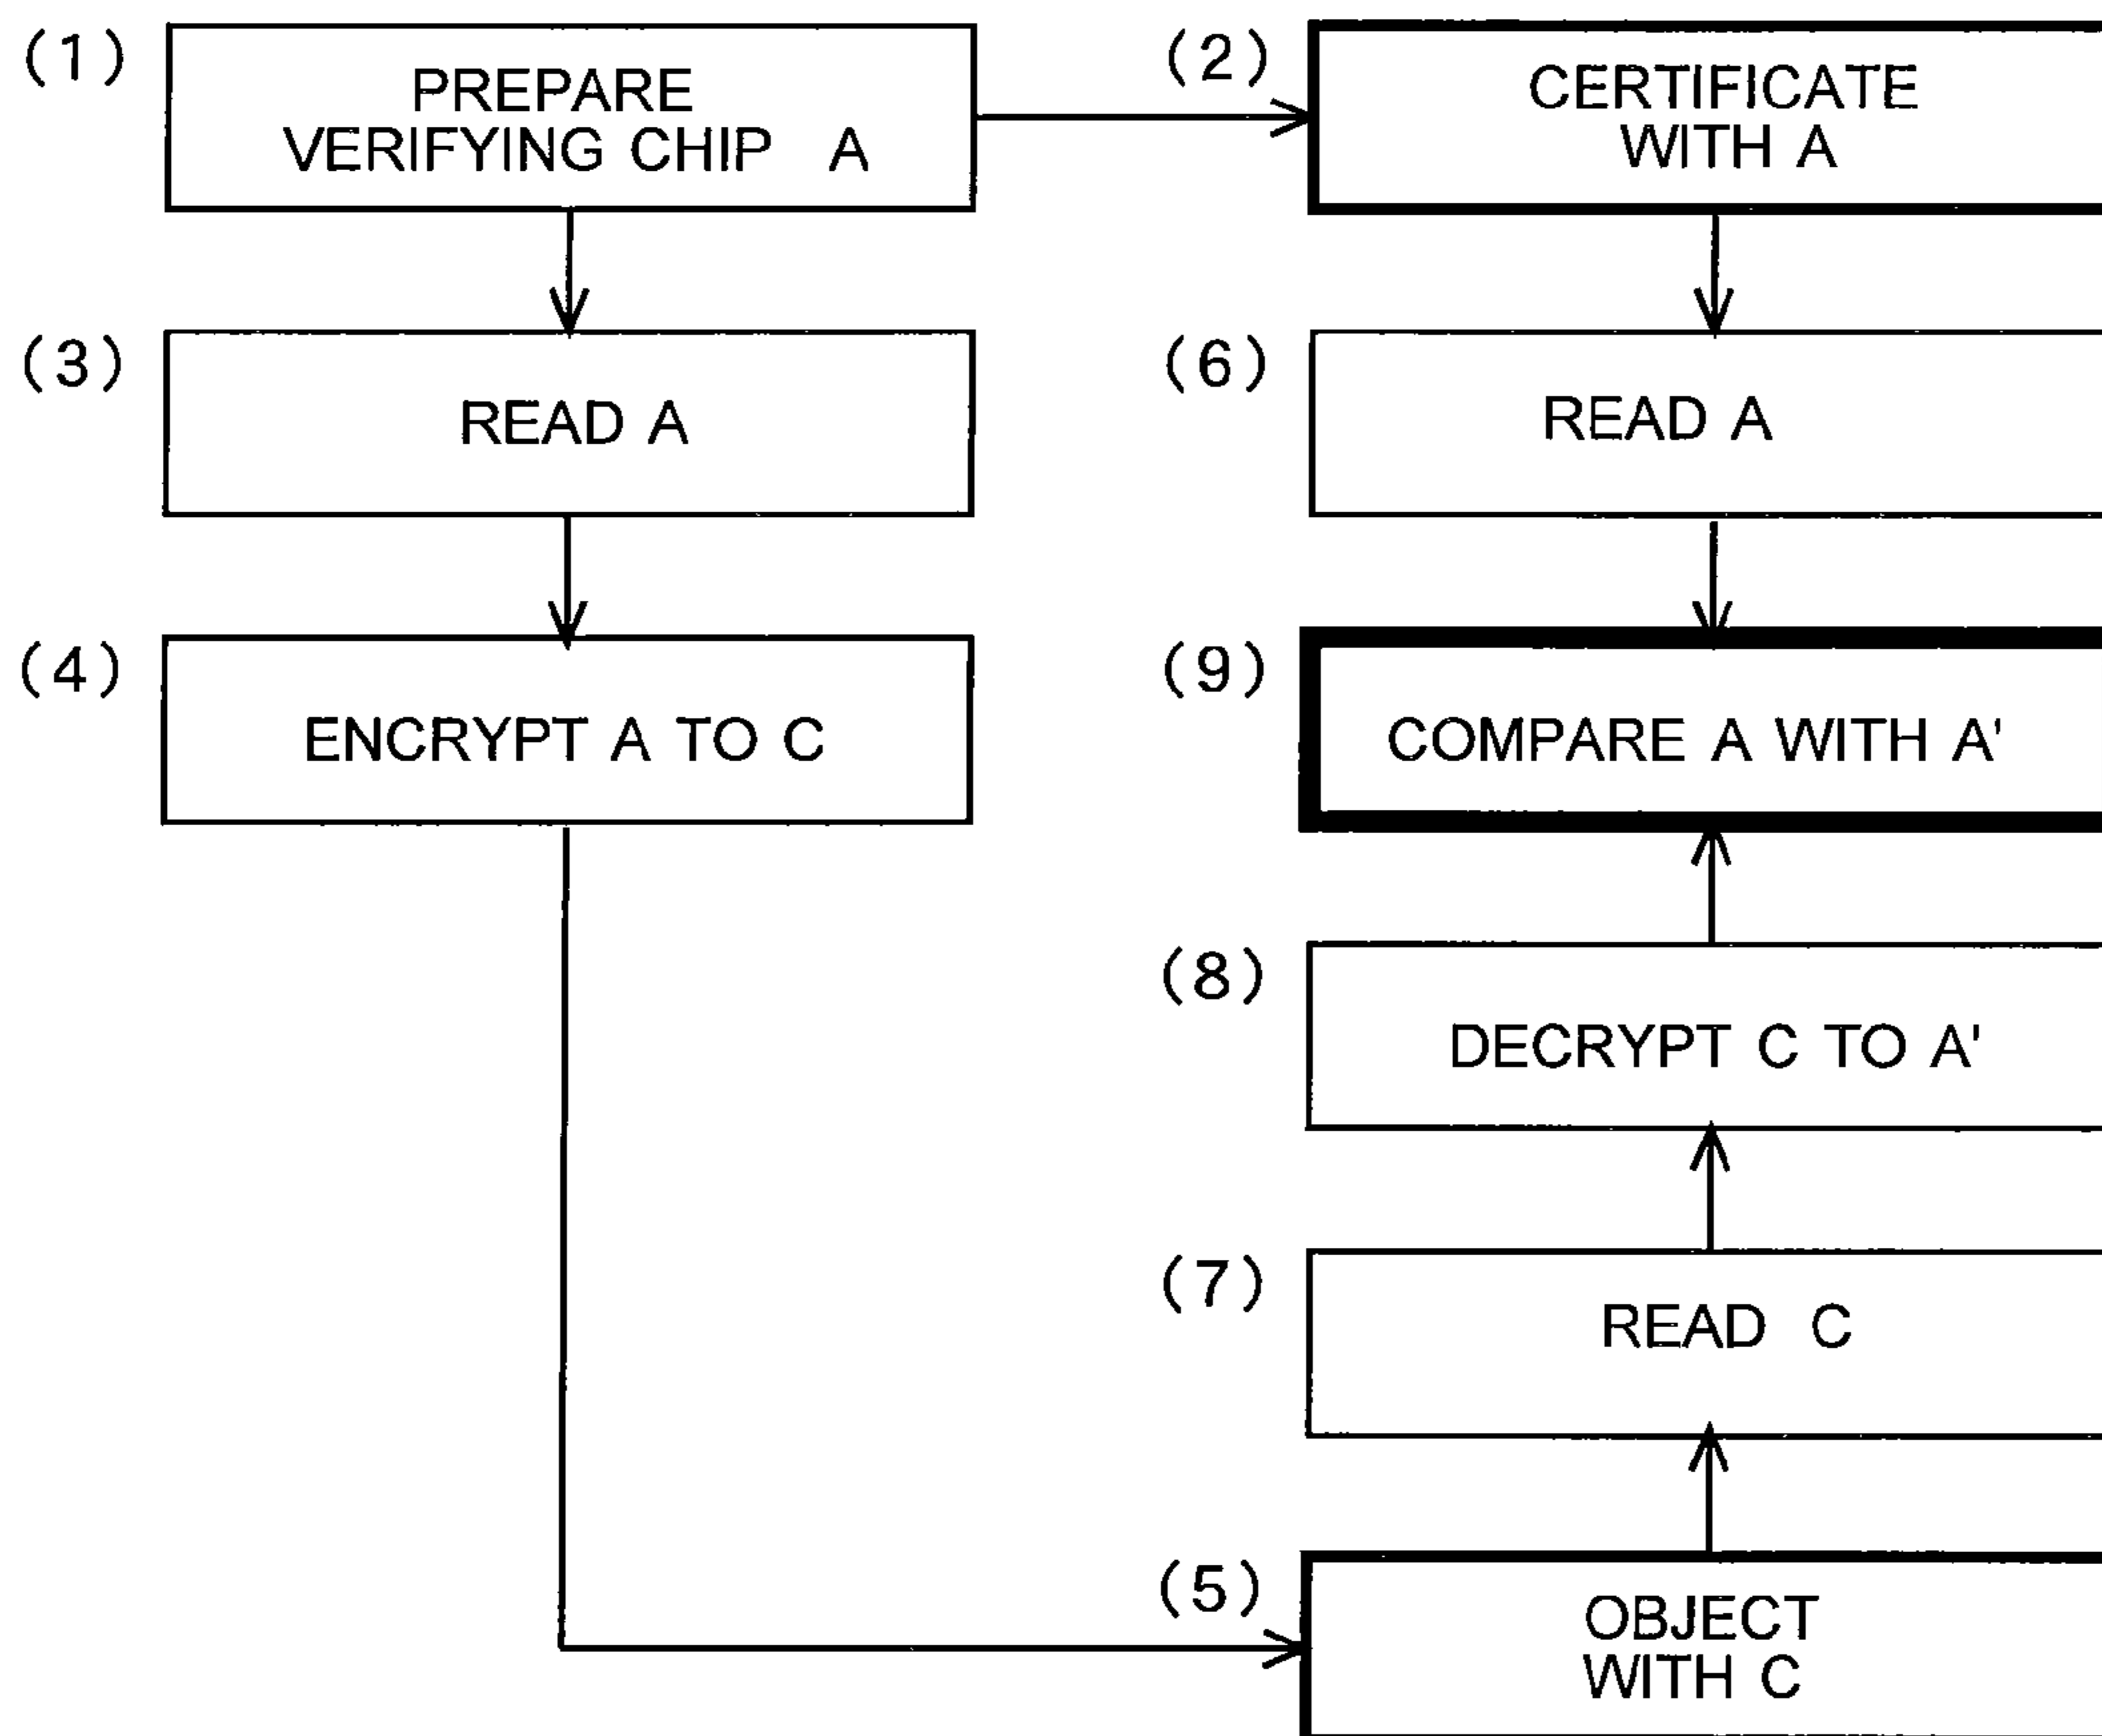 (1)
PREPARE
VERIFYING CHIP A
(2)
CERTIFICATE
WITH A
(3)
READ A
(6)
READ A
(4)
ENCRYPT A TO C
(9)
COMPARE A WITH A'
(8)
DECRYPT C TO A'
(7)
READ C
(5)
OBJECT
WITH C